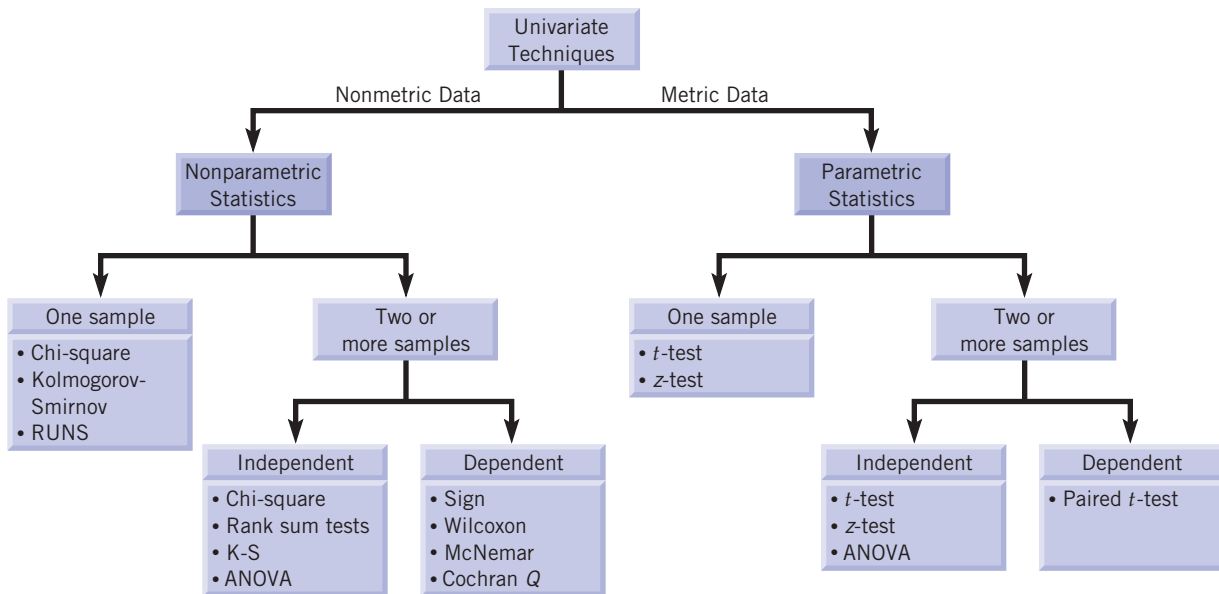 Univariate
Techniques
Nonmetric Data
Metric Data
Nonparametric
Statistics
Parametric
Statistics
One sample
• Chi-square
• Kolmogorov-
Smirnov
• RUNS
Two or
more samples
One sample
• t-test
• z-test
Two or
more samples
Independent
• Chi-square
• Rank sum tests
• K-S
• ANOVA
Dependent
• Sign
• Wilcoxon
• McNemar
• Cochran Q
Independent
• t-test
• z-test
• ANOVA
Dependent
• Paired t-test